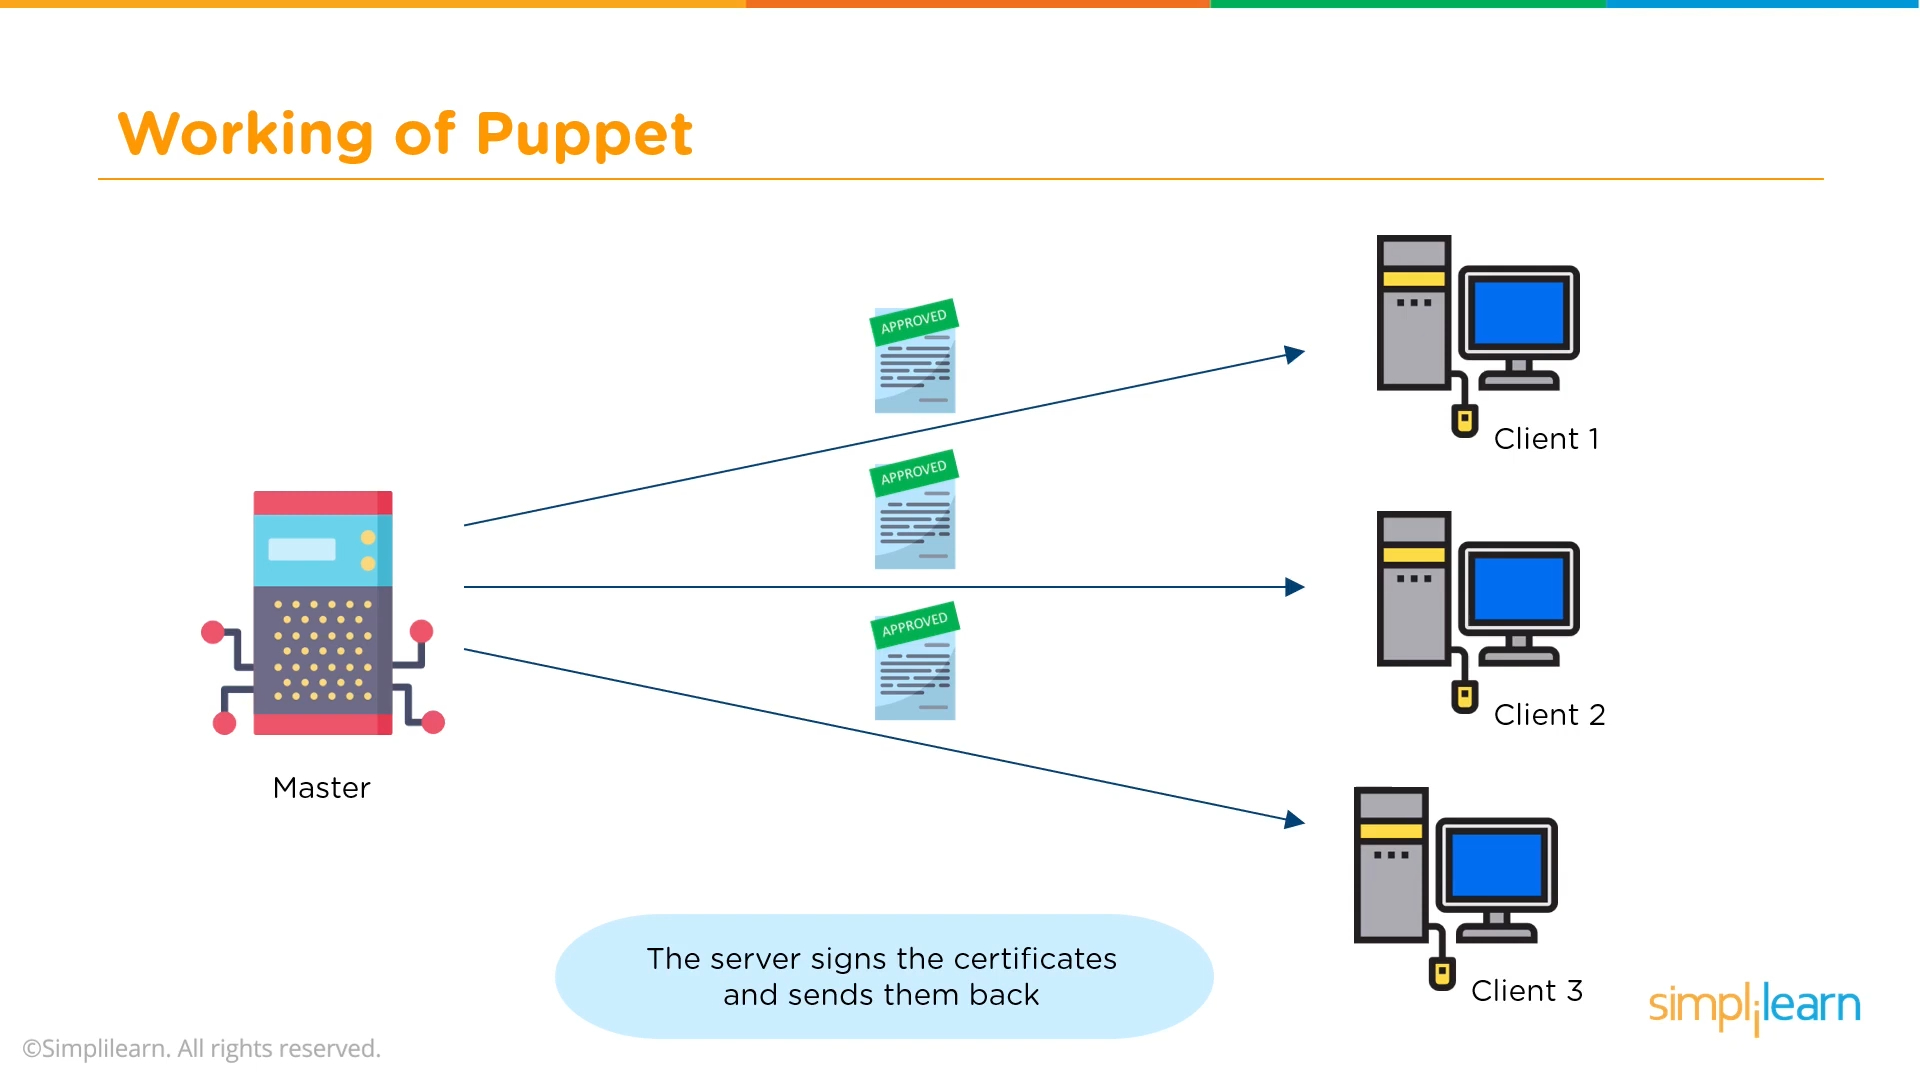 Working of Puppet
APPROVED
Client 1
APPROVED
APPROVED
Client 2
Master
The server signs the certificates
and sends them back
Client 3
simplilearn
©Simplilearn. All rights reserved.